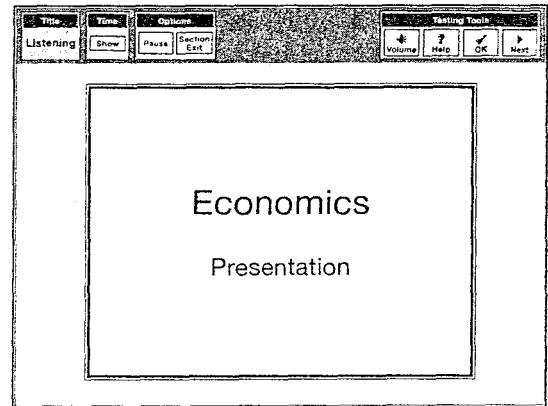 Title Time Options Testing Tools
Listening Show Pause Section Exit Volume ? Help OK Next
Economics
Presentation